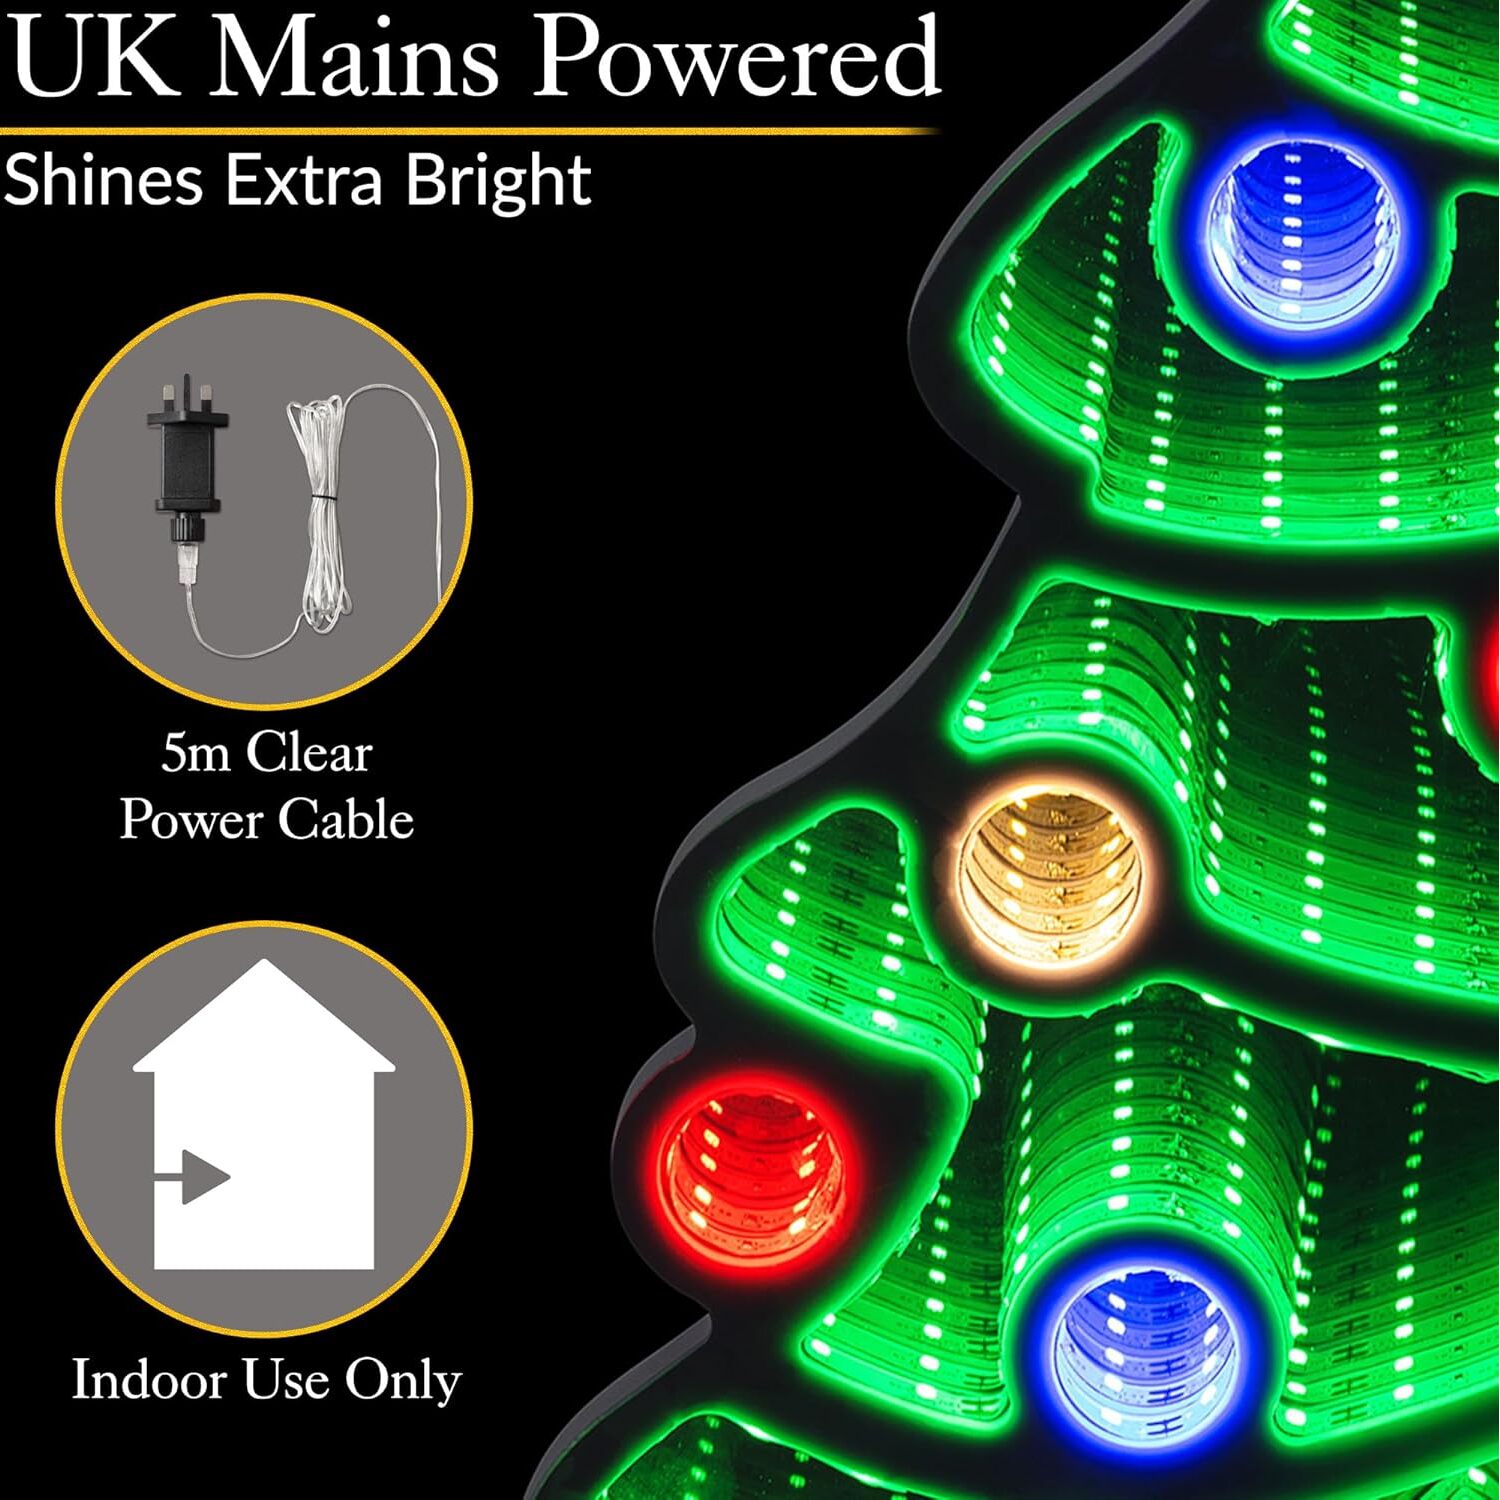 UK Mains Powered
Shines Extra Bright
5m Clear
Power Cable
Indoor Use Only